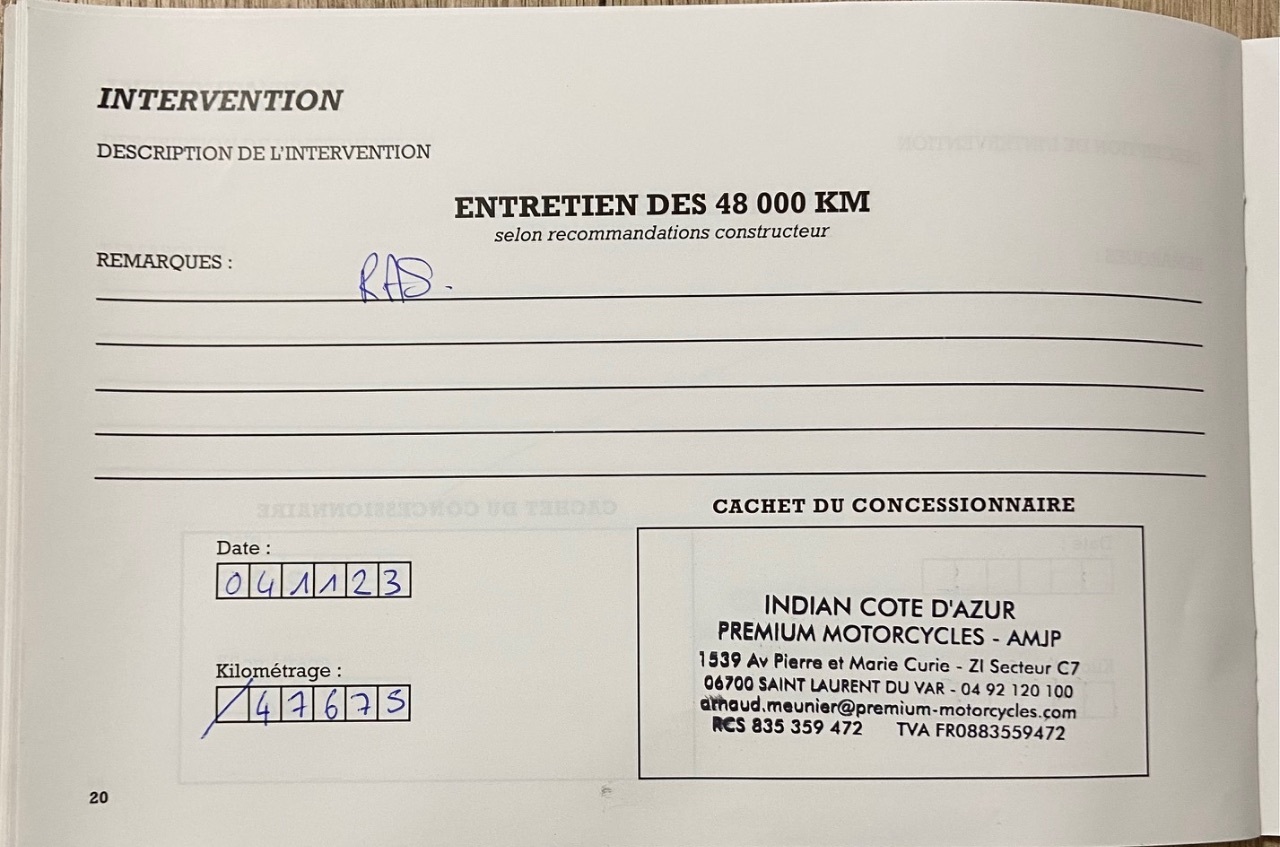 INTERVENTION
DESCRIPTION DE L'INTERVENTION
ENTRETIEN DES 48 000 KM
selon recommandations constructeur
REMARQUES : RAS.
CACHET DU CONCESSIONNAIRE
Date :
041123
Kilométrage :
/47675
INDIAN COTE D'AZUR
PREMIUM MOTORCYCLES - AMJP
1539 Av Pierre et Marie Curie - ZI Secteur C7
06700 SAINT LAURENT DU VAR - 04 92 120 100
arnaud.meunier@premium-motorcycles.com
RCS 835 359 472 TVA FR0883559472
20